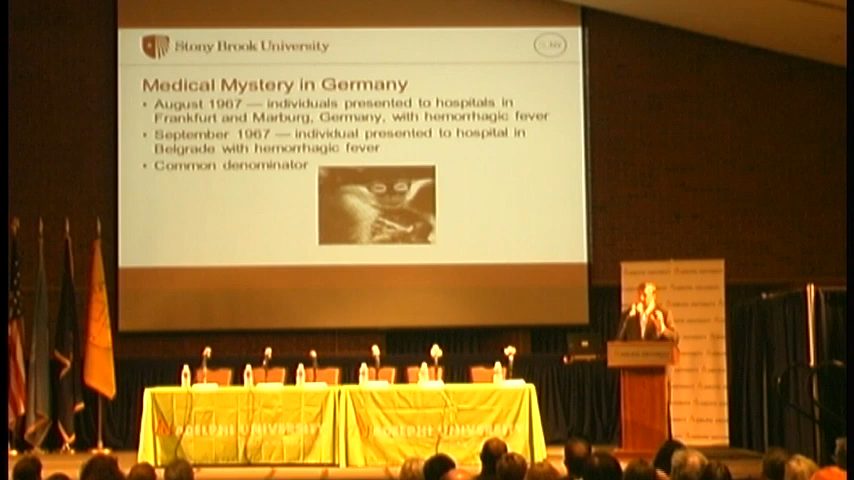 Stony Brook University
Medical Mystery in Germany
• August 1967 — individuals presented to hospitals in
Frankfurt and Marburg, Germany, with hemorrhagic fever
• September 1967 — individual presented to hospital in
Belgrade with hemorrhagic fever
• Common denominator
ADELPHI UNIVERSITY
ADELPHI UNIVERSITY